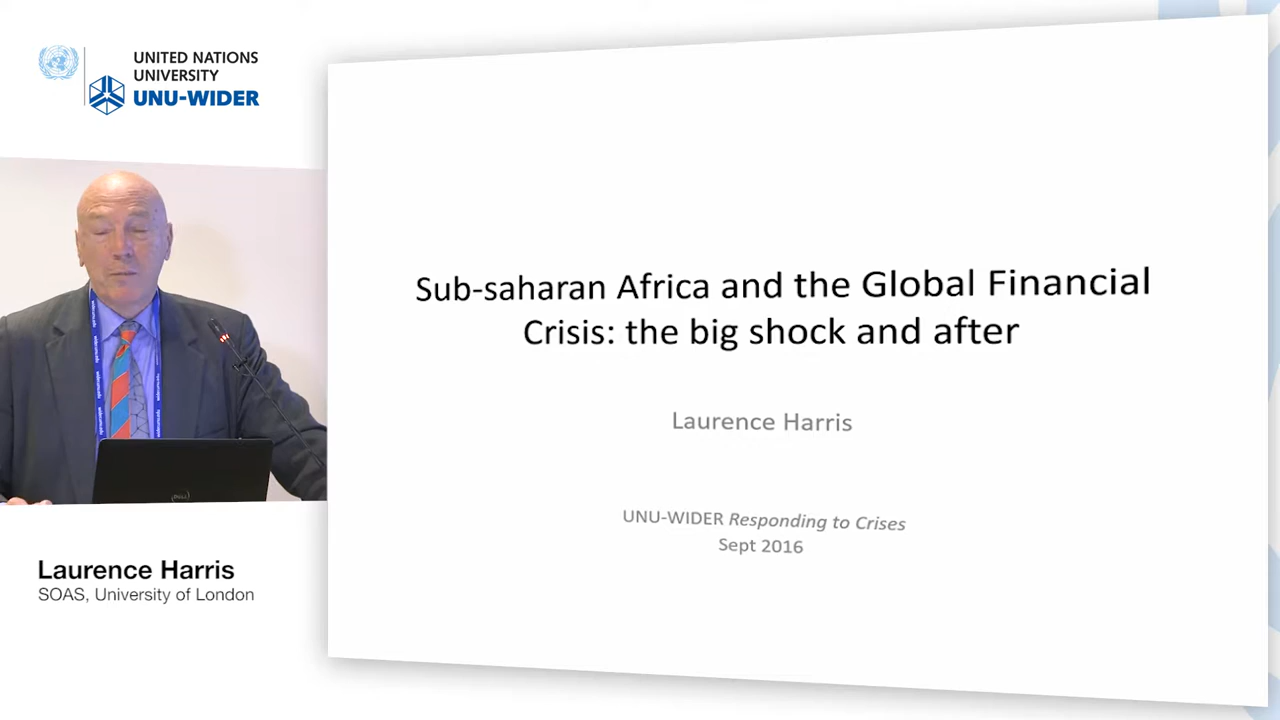 UNITED NATIONS
UNIVERSITY
UNU-WIDER
Sub-saharan Africa and the Global Financial
Crisis: the big shock and after
Laurence Harris
UNU-WIDER Responding to Crises
Sept 2016
DELL
Laurence Harris
SOAS, University of London